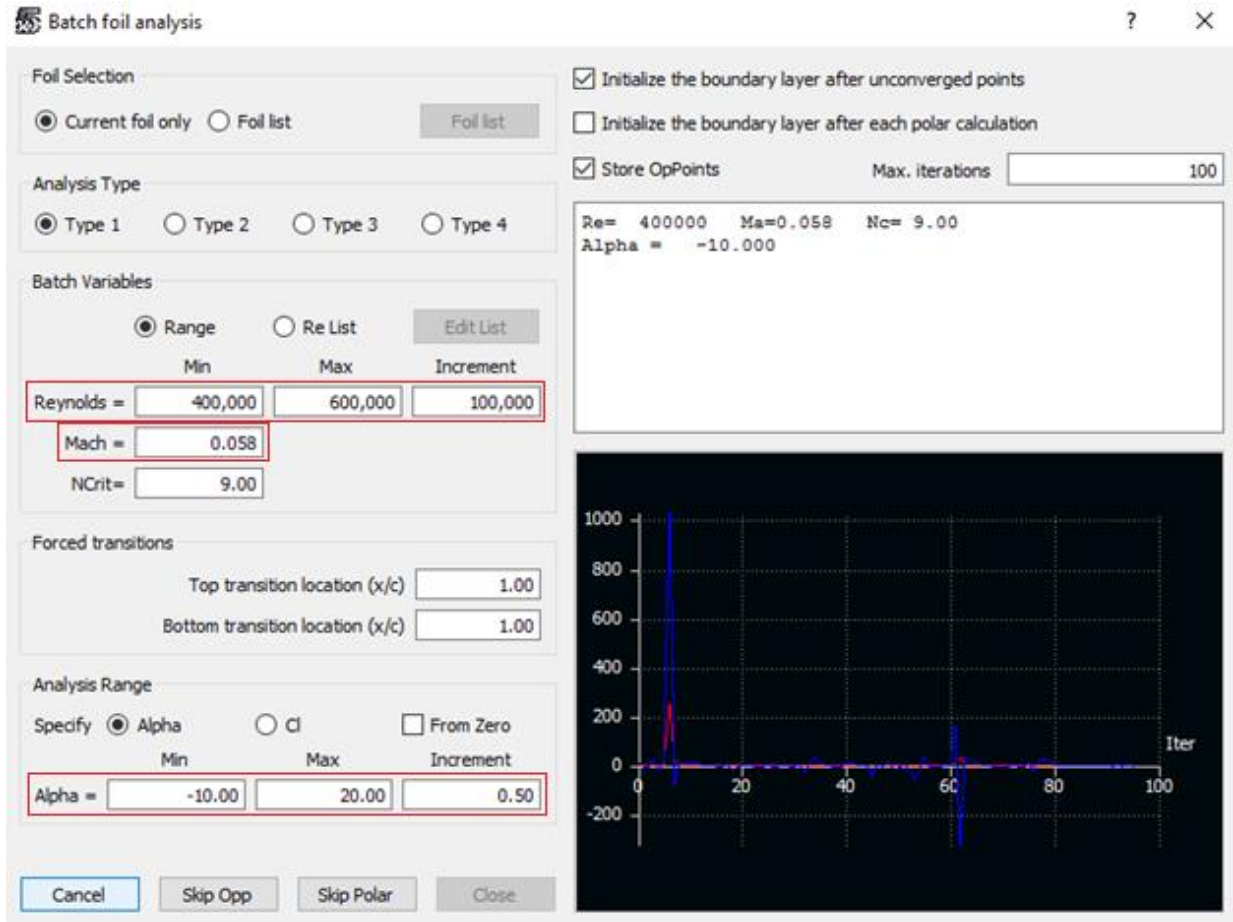 Batch foil analysis
? X
Foil Selection
Current foil only Foil list Foil list
Analysis Type
Type 1 Type 2 Type 3 Type 4
Batch Variables
Range Re List Edit List
Min Max Increment
Reynolds = 400,000 600,000 100,000
Mach = 0.058
NCrit= 9.00
Forced transitions
Top transition location (x/c) 1.00
Bottom transition location (x/c) 1.00
Analysis Range
Specify Alpha Cl From Zero
Min Max Increment
Alpha = -10.00 20.00 0.50
Cancel Skip Opp Skip Polar Close
Initialize the boundary layer after unconverged points
Initialize the boundary layer after each polar calculation
Store OpPoints Max. iterations 100
Re= 400000 Ma=0.058 Nc= 9.00
Alpha = -10.000
1000
800
600
400
200
Iter
0
0 20 40 60 80 100
-200